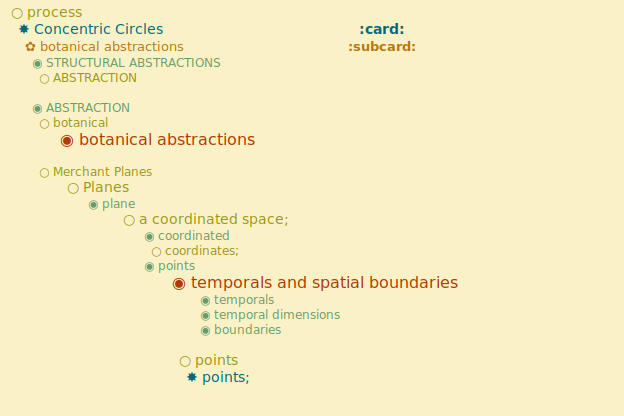 ○ process
✸ Concentric Circles :card:
✿ botanical abstractions :subcard:
◉ STRUCTURAL ABSTRACTIONS
○ ABSTRACTION
◉ ABSTRACTION
○ botanical
◉ botanical abstractions
○ Merchant Planes
○ Planes
◉ plane
○ a coordinated space;
◉ coordinated
○ coordinates;
◉ points
◉ temporals and spatial boundaries
◉ temporals
◉ temporal dimensions
◉ boundaries
○ points
✸ points;